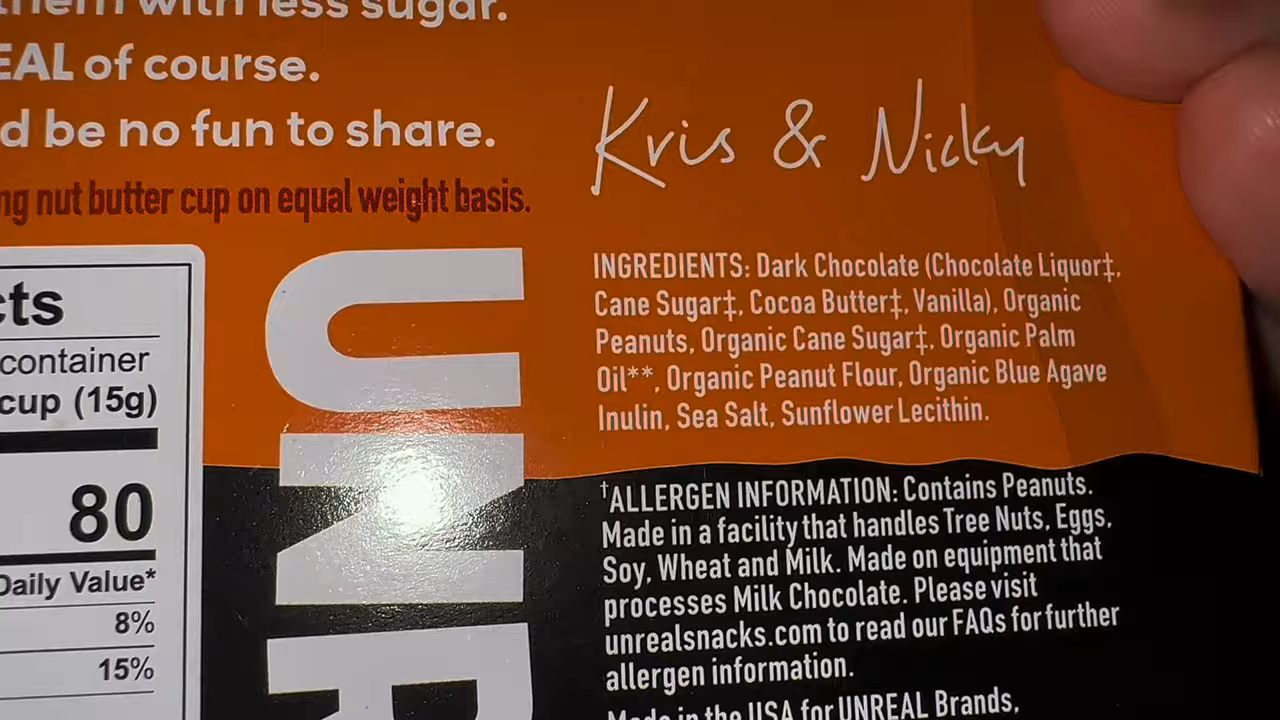 them with less sugar.
EAL of course.
d be no fun to share.
ng nut butter cup on equal weight basis.
Kris & Nicky
cts
container
cup (15g)
80
Daily Value*
8%
15%
UNR
INGREDIENTS: Dark Chocolate (Chocolate Liquor‡,
Cane Sugar‡, Cocoa Butter‡, Vanilla), Organic
Peanuts, Organic Cane Sugar‡, Organic Palm
Oil**, Organic Peanut Flour, Organic Blue Agave
Inulin, Sea Salt, Sunflower Lecithin.
†ALLERGEN INFORMATION: Contains Peanuts.
Made in a facility that handles Tree Nuts, Eggs,
Soy, Wheat and Milk. Made on equipment that
processes Milk Chocolate. Please visit
unrealsnacks.com to read our FAQs for further
allergen information.
Made in the USA for UNREAL Brands,